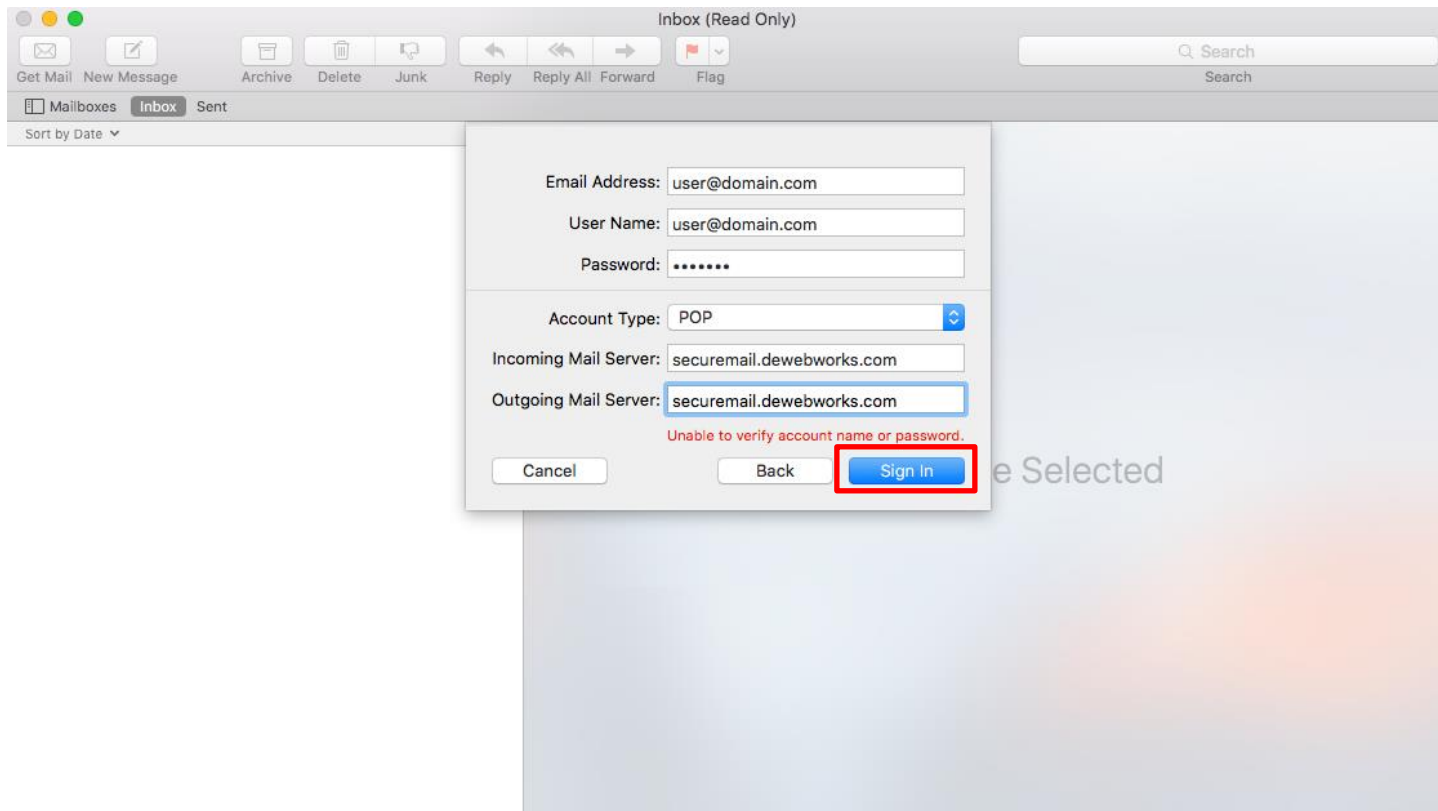 Inbox (Read Only)
Search
Get Mail New Message Archive Delete Junk Reply Reply All Forward Flag Search
Mailboxes Inbox Sent
Sort by Date
Email Address: user@domain.com
User Name: user@domain.com
Password: •••••••
Account Type: POP
Incoming Mail Server: securemail.dewebworks.com
Outgoing Mail Server: securemail.dewebworks.com
Unable to verify account name or password.
Cancel Back Sign In
e Selected